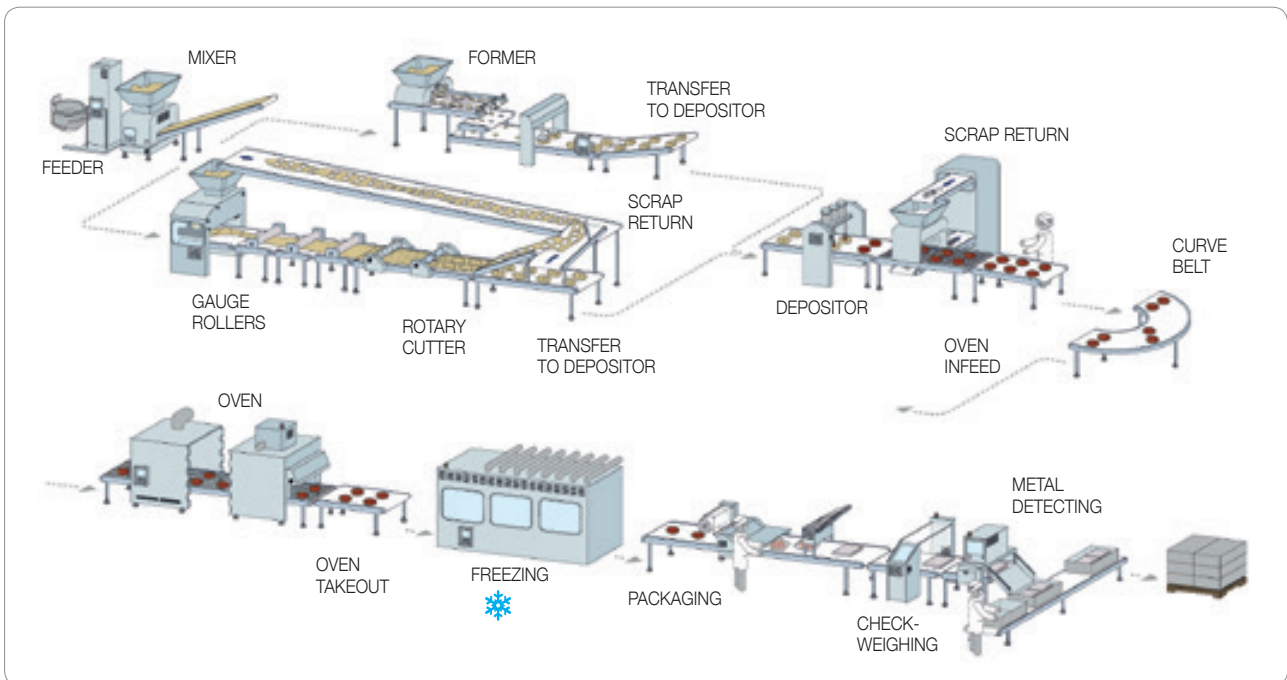 MIXER
FORMER
TRANSFER
TO DEPOSITOR
SCRAP RETURN
FEEDER
SCRAP
RETURN
CURVE
BELT
GAUGE
ROLLERS
ROTARY
CUTTER
TRANSFER
TO DEPOSITOR
DEPOSITOR
OVEN
INFEED
OVEN
METAL
DETECTING
OVEN
TAKEOUT
FREEZING
PACKAGING
CHECK-
WEIGHING